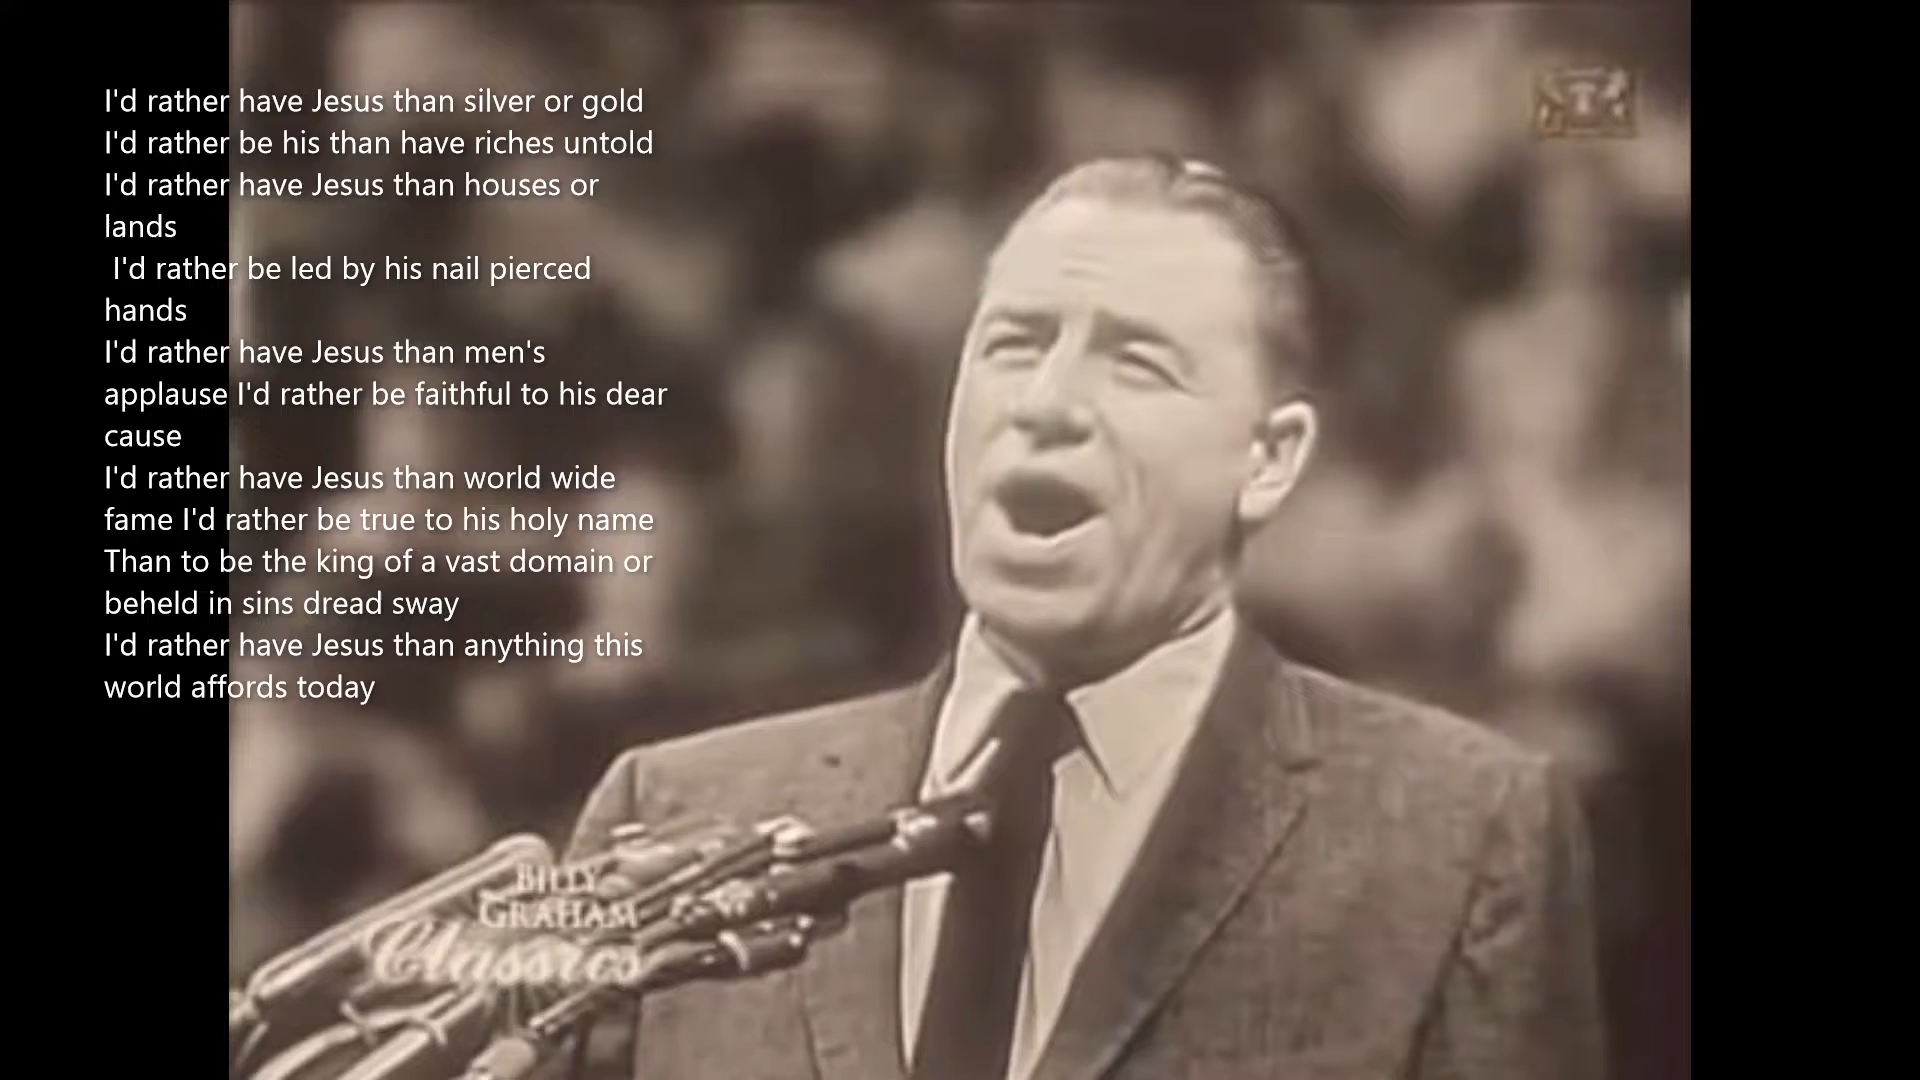 I'd rather have Jesus than silver or gold
I'd rather be his than have riches untold
I'd rather have Jesus than houses or
lands
I'd rather be led by his nail pierced
hands
I'd rather have Jesus than men's
applause I'd rather be faithful to his dear
cause
I'd rather have Jesus than world wide
fame I'd rather be true to his holy name
Than to be the king of a vast domain or
beheld in sins dread sway
I'd rather have Jesus than anything this
world affords today
BILLY
GRAHAM
Classics